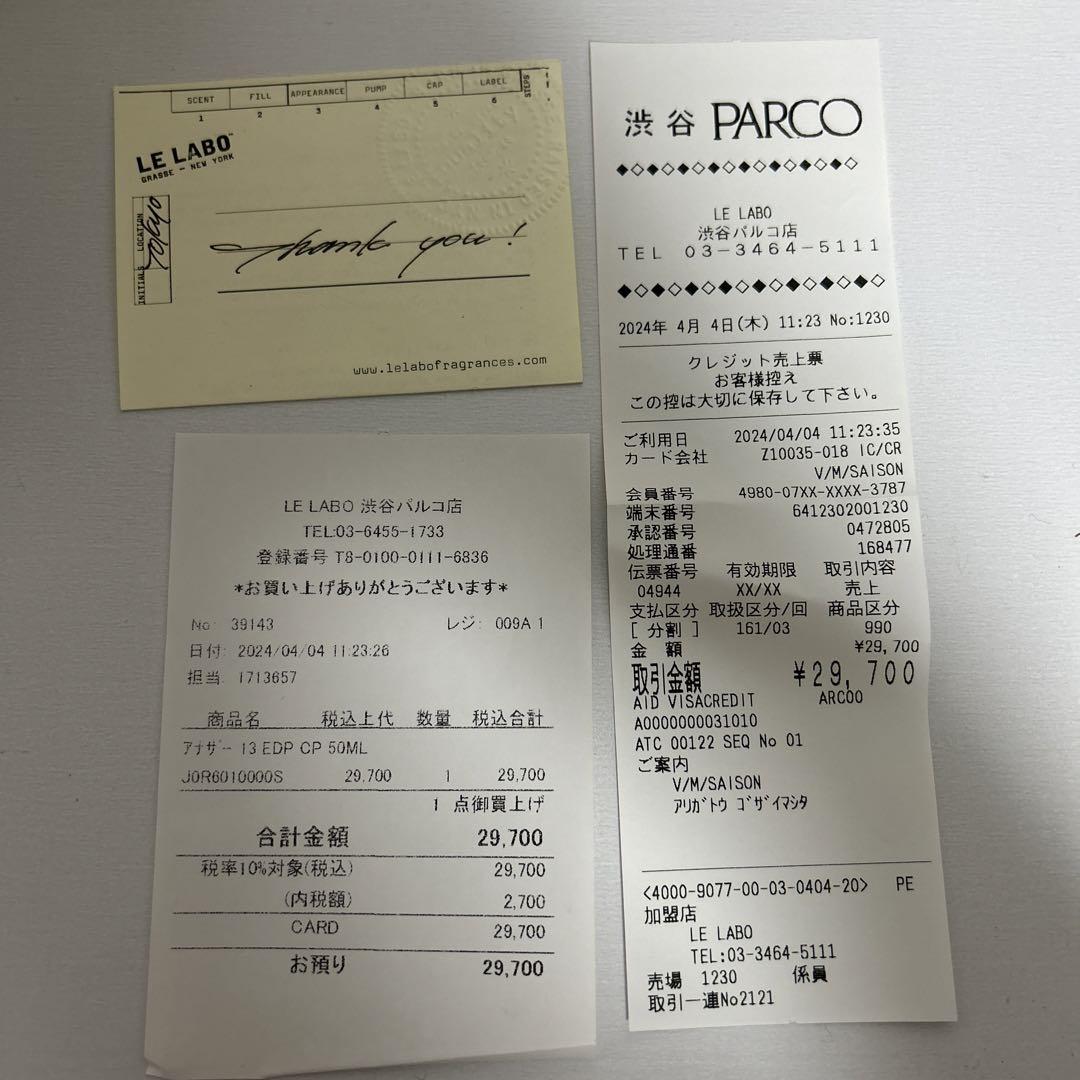 SCENT FILL APPEARANCE PUMP CAP LABEL STEPS
1 2 3 4 5 6
LE LABO™
GRASSE - NEW YORK
INITIALS LOCATION
Thank you!
www.lelabofragrances.com
LE LABO 渋谷パルコ店
TEL:03-6455-1733
登録番号 T8-0100-0111-6836
*お買い上げありがとうございます*
No: 39143 レジ: 009A 1
日付: 2024/04/04 11:23:26
担当: 1713657
商品名 税込上代 数量 税込合計
ｱﾅｻﾞｰ 13 EDP CP 50ML
J0R6010000S 29,700 1 29,700
1 点御買上げ
合計金額 29,700
税率10%対象(税込) 29,700
(内税額) 2,700
CARD 29,700
お預り 29,700
渋谷 PARCO
◆◇◆◇◆◇◆◇◆◇◆◇◆◇◆◇
LE LABO
渋谷パルコ店
TEL 03-3464-5111
◆◇◆◇◆◇◆◇◆◇◆◇◆◇◆◇
2024年 4月 4日(木) 11:23 No:1230
クレジット売上票
お客様控え
この控は大切に保存して下さい。
ご利用日 2024/04/04 11:23:35
カード会社 Z10035-018 IC/CR
V/M/SAISON
会員番号 4980-07XX-XXXX-3787
端末番号 6412302001230
承認番号 0472805
処理通番 168477
伝票番号 有効期限 取引内容
04944 XX/XX 売上
支払区分 取扱区分/回 商品区分
[ 分割 ] 161/03 990
金 額 ¥29,700
取引金額 ¥29,700
AID VISACREDIT ARC00
A0000000031010
ATC 00122 SEQ No 01
ご案内
V/M/SAISON
ｱﾘｶﾞﾄｳ ｺﾞｻﾞｲﾏｼﾀ
<4000-9077-00-03-0404-20> PE
加盟店
LE LABO
TEL:03-3464-5111
売場 1230 係員
取引一連No2121